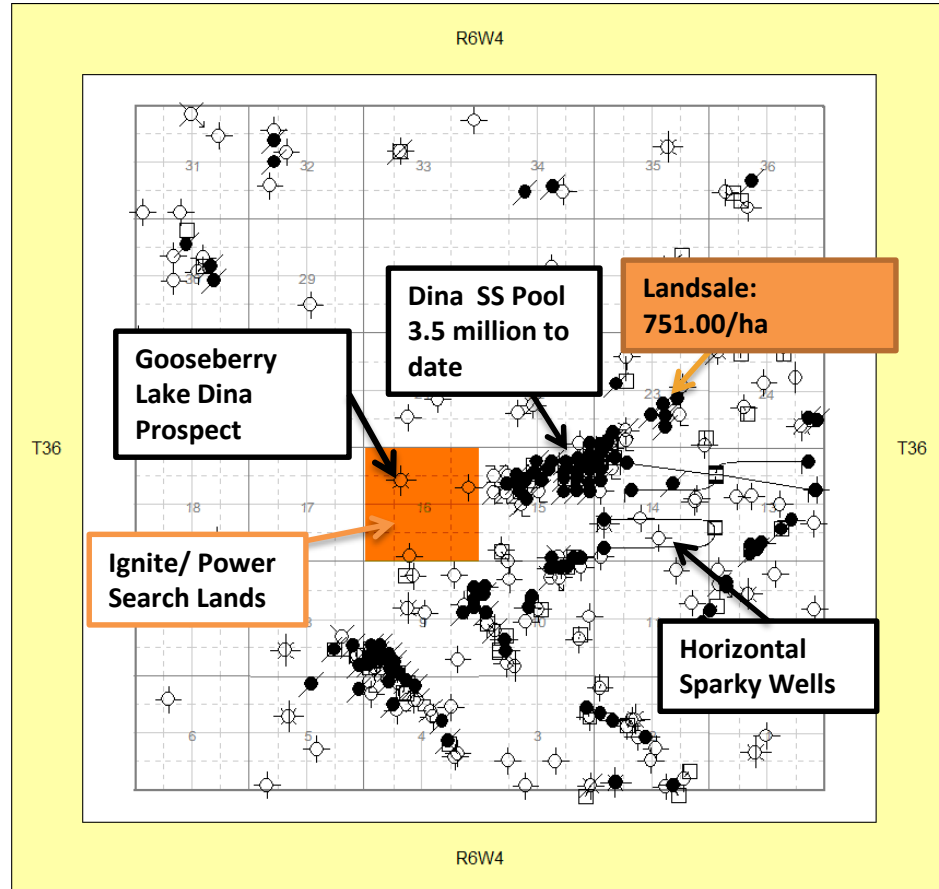 R6W4
31
32
33
34
35
36
Dina SS Pool
3.5 million to
date
Landsale:
751.00/ha
30
29
Gooseberry
Lake Dina
Prospect
23
24
T36
T36
18
17
16
15
14
13
Ignite/ Power
Search Lands
9
10
Horizontal
Sparky Wells
6
5
4
3
R6W4